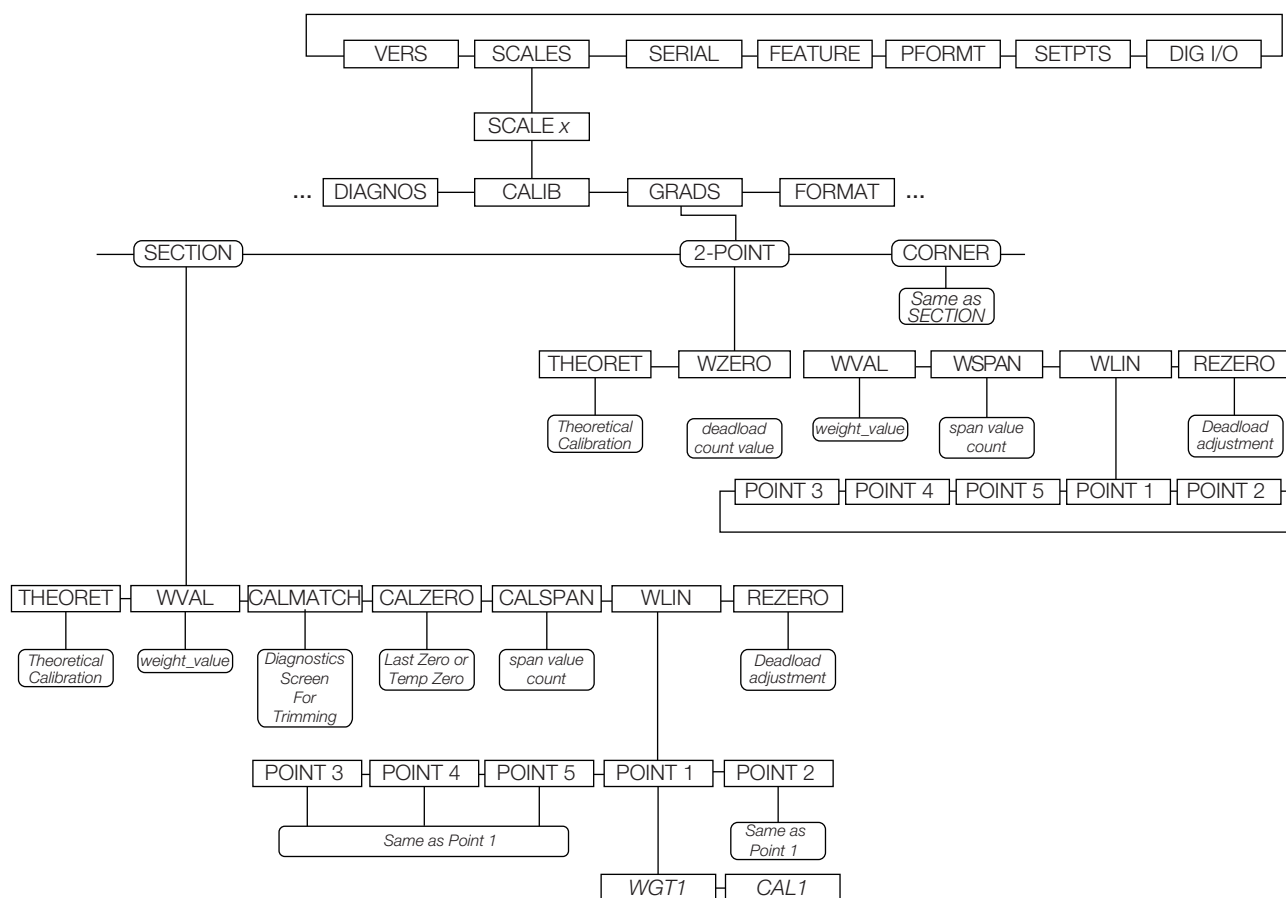 VERS SCALES SERIAL FEATURE PFORMT SETPTS DIG I/O
SCALE x
... DIAGNOS CALIB GRADS FORMAT ...
SECTION 2-POINT CORNER
Same as
SECTION
THEORET WZERO WVAL WSPAN WLIN REZERO
Theoretical
Calibration
deadload
count value
weight_value
span value
count
Deadload
adjustment
POINT 3 POINT 4 POINT 5 POINT 1 POINT 2
THEORET WVAL CALMATCH CALZERO CALSPAN WLIN REZERO
Theoretical
Calibration
weight_value
Diagnostics
Screen
For
Trimming
Last Zero or
Temp Zero
span value
count
Deadload
adjustment
POINT 3 POINT 4 POINT 5 POINT 1 POINT 2
Same as Point 1
Same as
Point 1
WGT1 CAL1